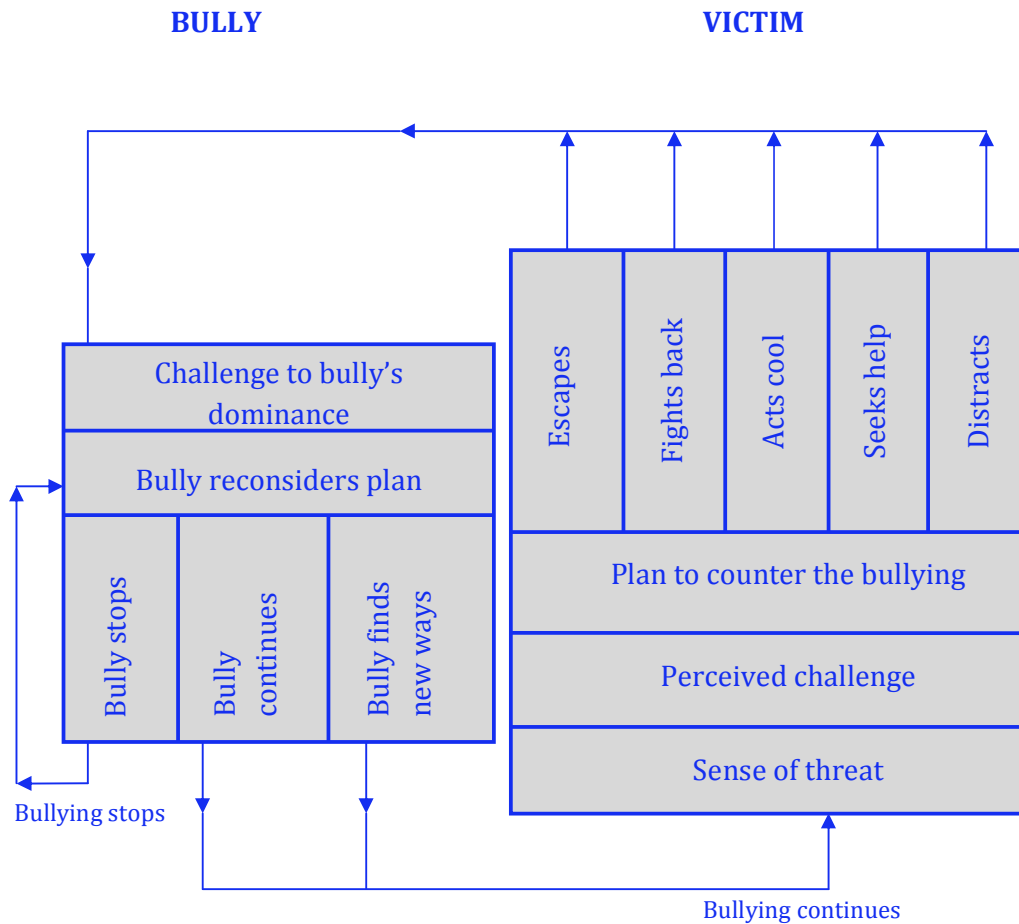 BULLY
VICTIM
Challenge to bully’s
dominance
Bully reconsiders plan
Bully stops
Bully
continues
Bully finds
new ways
Bullying stops
Escapes
Fights back
Acts cool
Seeks help
Distracts
Plan to counter the bullying
Perceived challenge
Sense of threat
Bullying continues